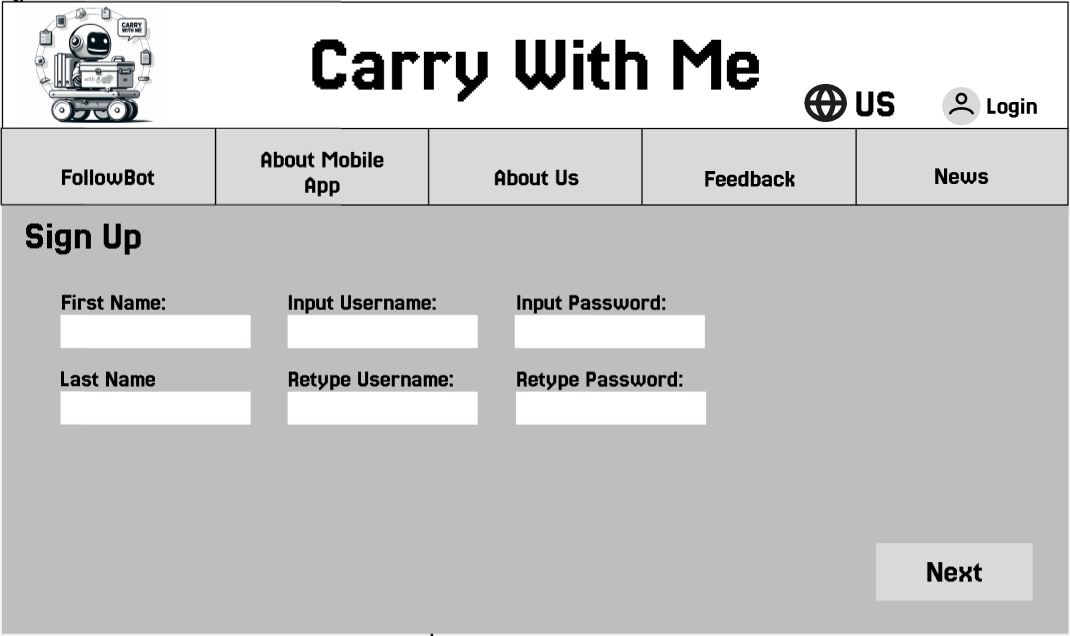 CARRY
WITH ME
Carry With Me
US
Login
FollowBot
About Mobile
App
About Us
Feedback
News
Sign Up
First Name:
Input Username:
Input Password:
Last Name
Retype Username:
Retype Password:
Next